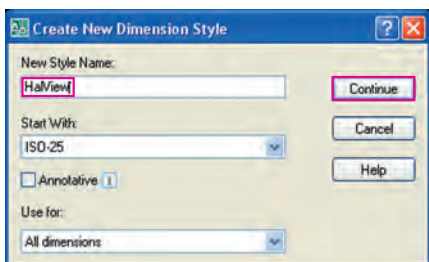 Create New Dimension Style
New Style Name:
HalView
Continue
Start With:
Cancel
ISO-25
Help
Annotative
Use for:
All dimensions